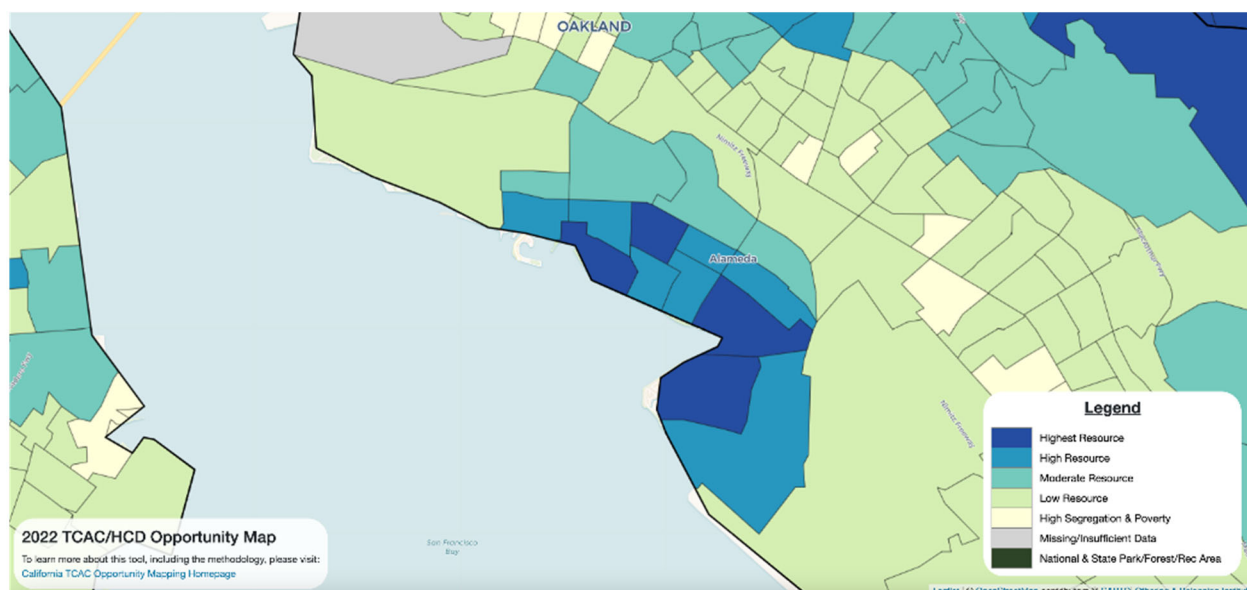 OAKLAND
Nimitz Freeway
Alameda
Nimitz Freeway
San Francisco
Bay
2022 TCAC/HCD Opportunity Map
To learn more about this tool, including the methodology, please visit:
California TCAC Opportunity Mapping Homepage
Legend
Highest Resource
High Resource
Moderate Resource
Low Resource
High Segregation & Poverty
Missing/Insufficient Data
National & State Park/Forest/Rec Area